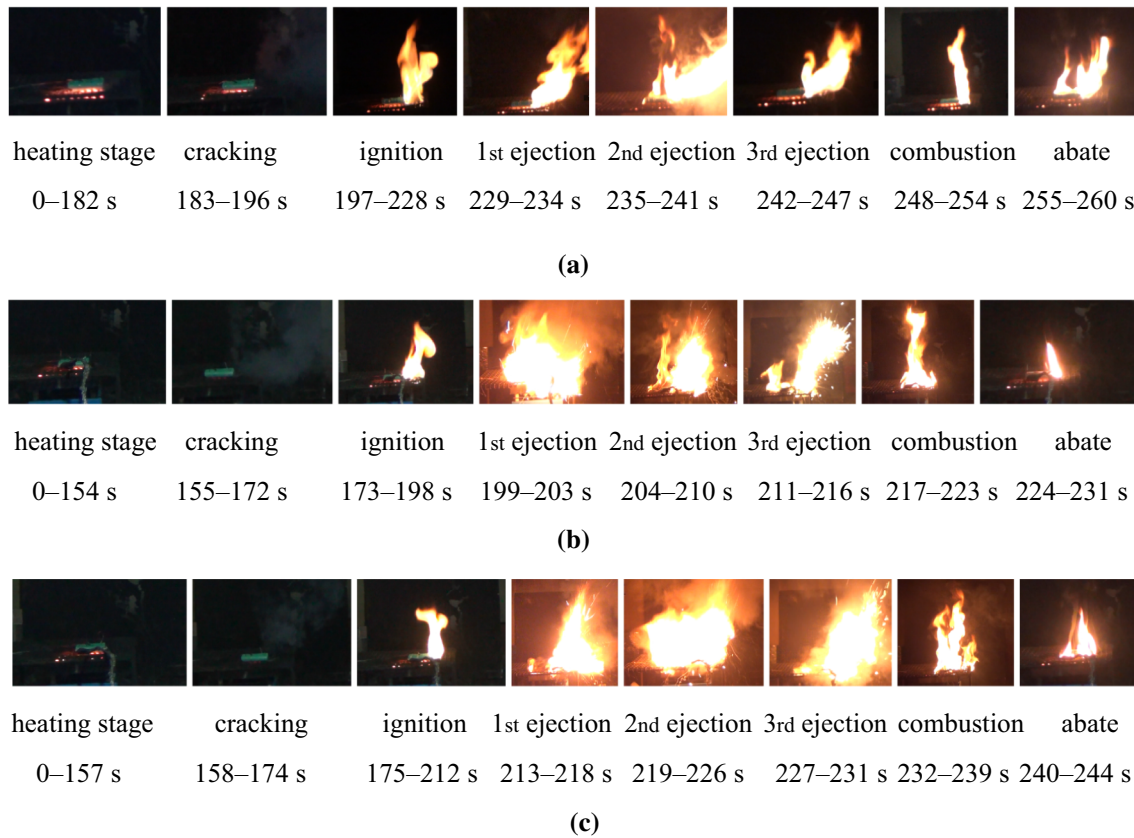 heating stage cracking ignition 1st ejection 2nd ejection 3rd ejection combustion abate
0–182 s 183–196 s 197–228 s 229–234 s 235–241 s 242–247 s 248–254 s 255–260 s
(a)
heating stage cracking ignition 1st ejection 2nd ejection 3rd ejection combustion abate
0–154 s 155–172 s 173–198 s 199–203 s 204–210 s 211–216 s 217–223 s 224–231 s
(b)
heating stage cracking ignition 1st ejection 2nd ejection 3rd ejection combustion abate
0–157 s 158–174 s 175–212 s 213–218 s 219–226 s 227–231 s 232–239 s 240–244 s
(c)